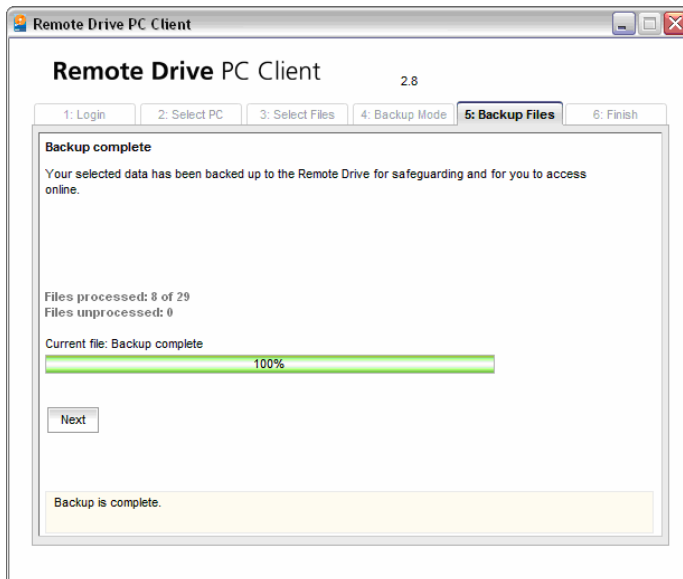 Remote Drive PC Client
Remote Drive PC Client
2.8
1: Login
2: Select PC
3: Select Files
4: Backup Mode
5: Backup Files
6: Finish
Backup complete
Your selected data has been backed up to the Remote Drive for safeguarding and for you to access
online.
Files processed: 8 of 29
Files unprocessed: 0
Current file: Backup complete
100%
Next
Backup is complete.